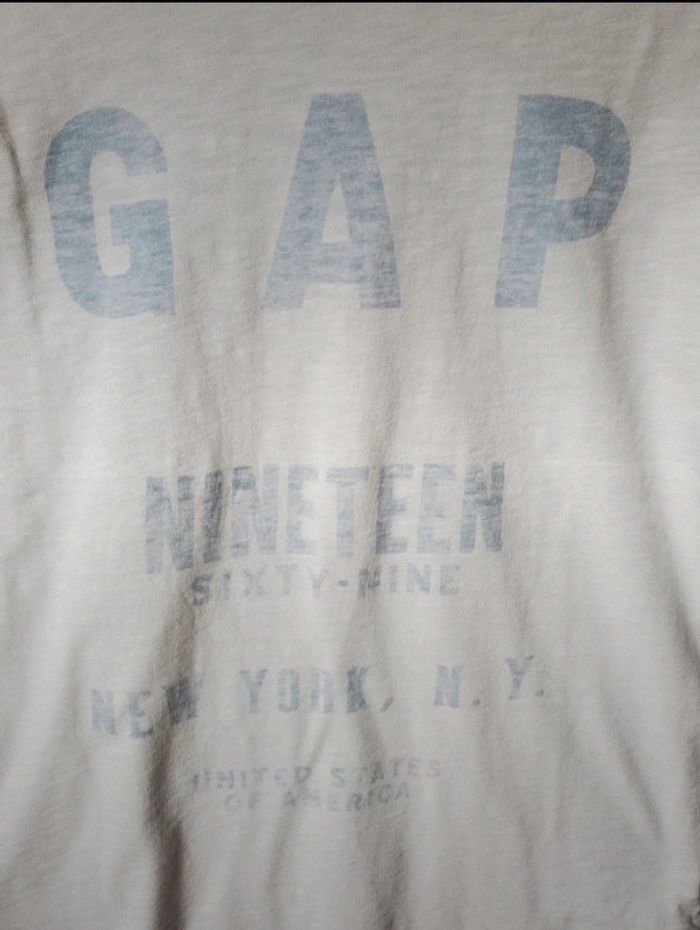 GAP
NINETEEN
SIXTY-NINE
NEW YORK, N.Y.
UNITED STATES
OF AMERICA